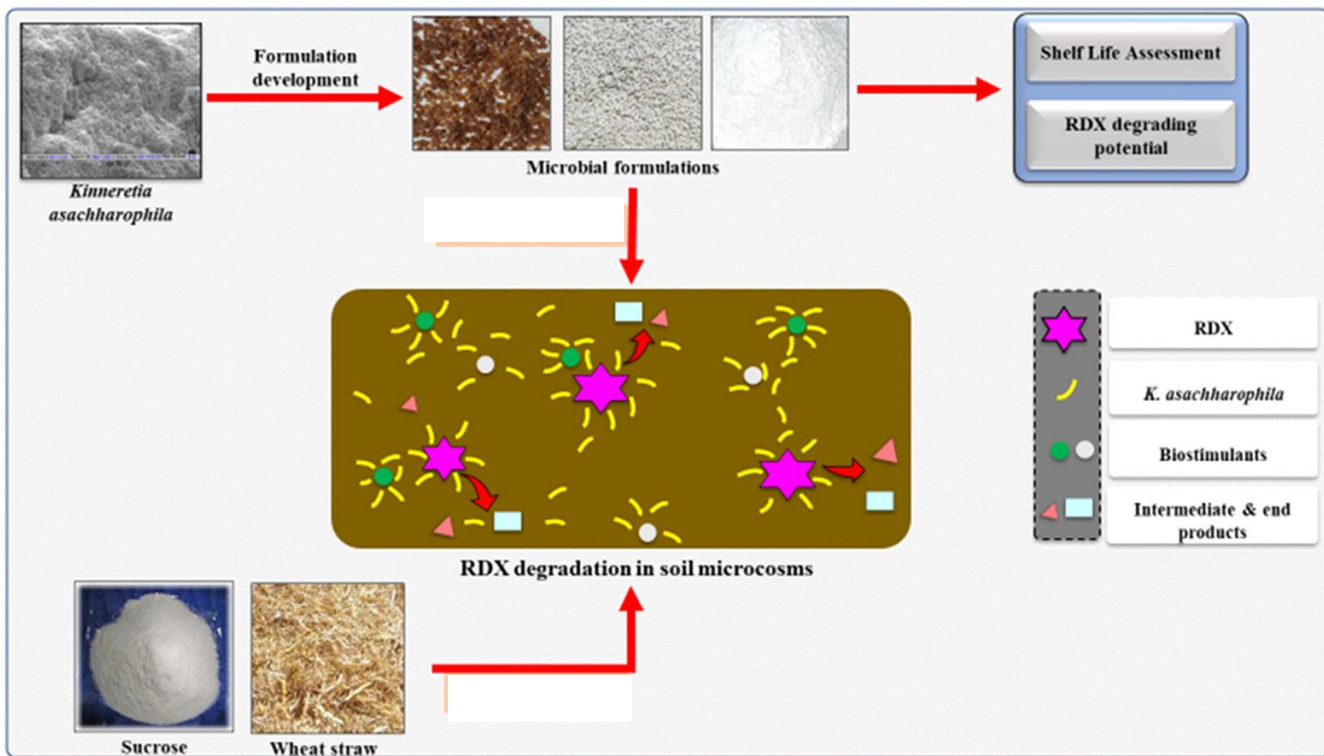 Formulation
development
Shelf Life Assessment
RDX degrading
potential
Microbial formulations
Kinneretia
asachharophila
RDX
K. asachharophila
Biostimulants
Intermediate & end
products
RDX degradation in soil microcosms
Sucrose
Wheat straw